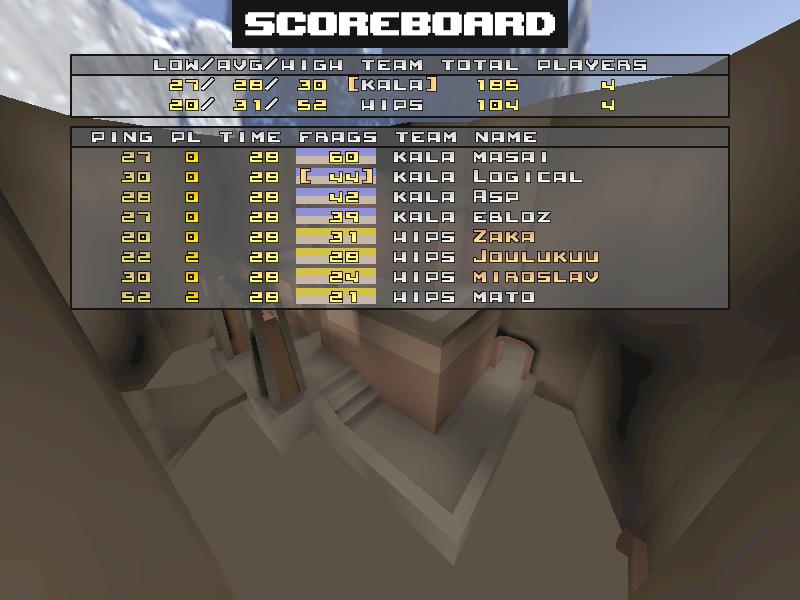 SCOREBOARD
LOW/AVG/HIGH TEAM TOTAL PLAYERS
27/ 28/ 30 [KALA] 185 4
20/ 31/ 52 HIPS 104 4
PING PL TIME FRAGS TEAM NAME
27 0 28 60 KALA MASAI
30 0 28 [ 44] KALA LOGICAL
28 0 28 42 KALA ASP
27 0 28 39 KALA EBLOZ
20 0 28 31 HIPS ZAKA
22 2 28 28 HIPS JOULUKUU
30 0 28 24 HIPS MIROSLAV
52 2 28 21 HIPS MATO